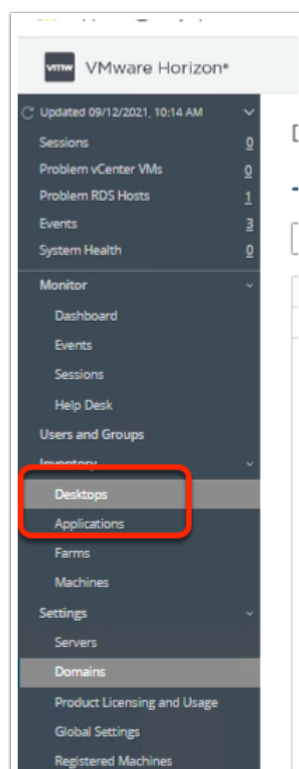 vmw VMware Horizon®
Updated 09/12/2021, 10:14 AM
Sessions 0
Problem vCenter VMs 0
Problem RDS Hosts 1
Events 3
System Health 0
Monitor
Dashboard
Events
Sessions
Help Desk
Users and Groups
Inventory
Desktops
Applications
Farms
Machines
Settings
Servers
Domains
Product Licensing and Usage
Global Settings
Registered Machines